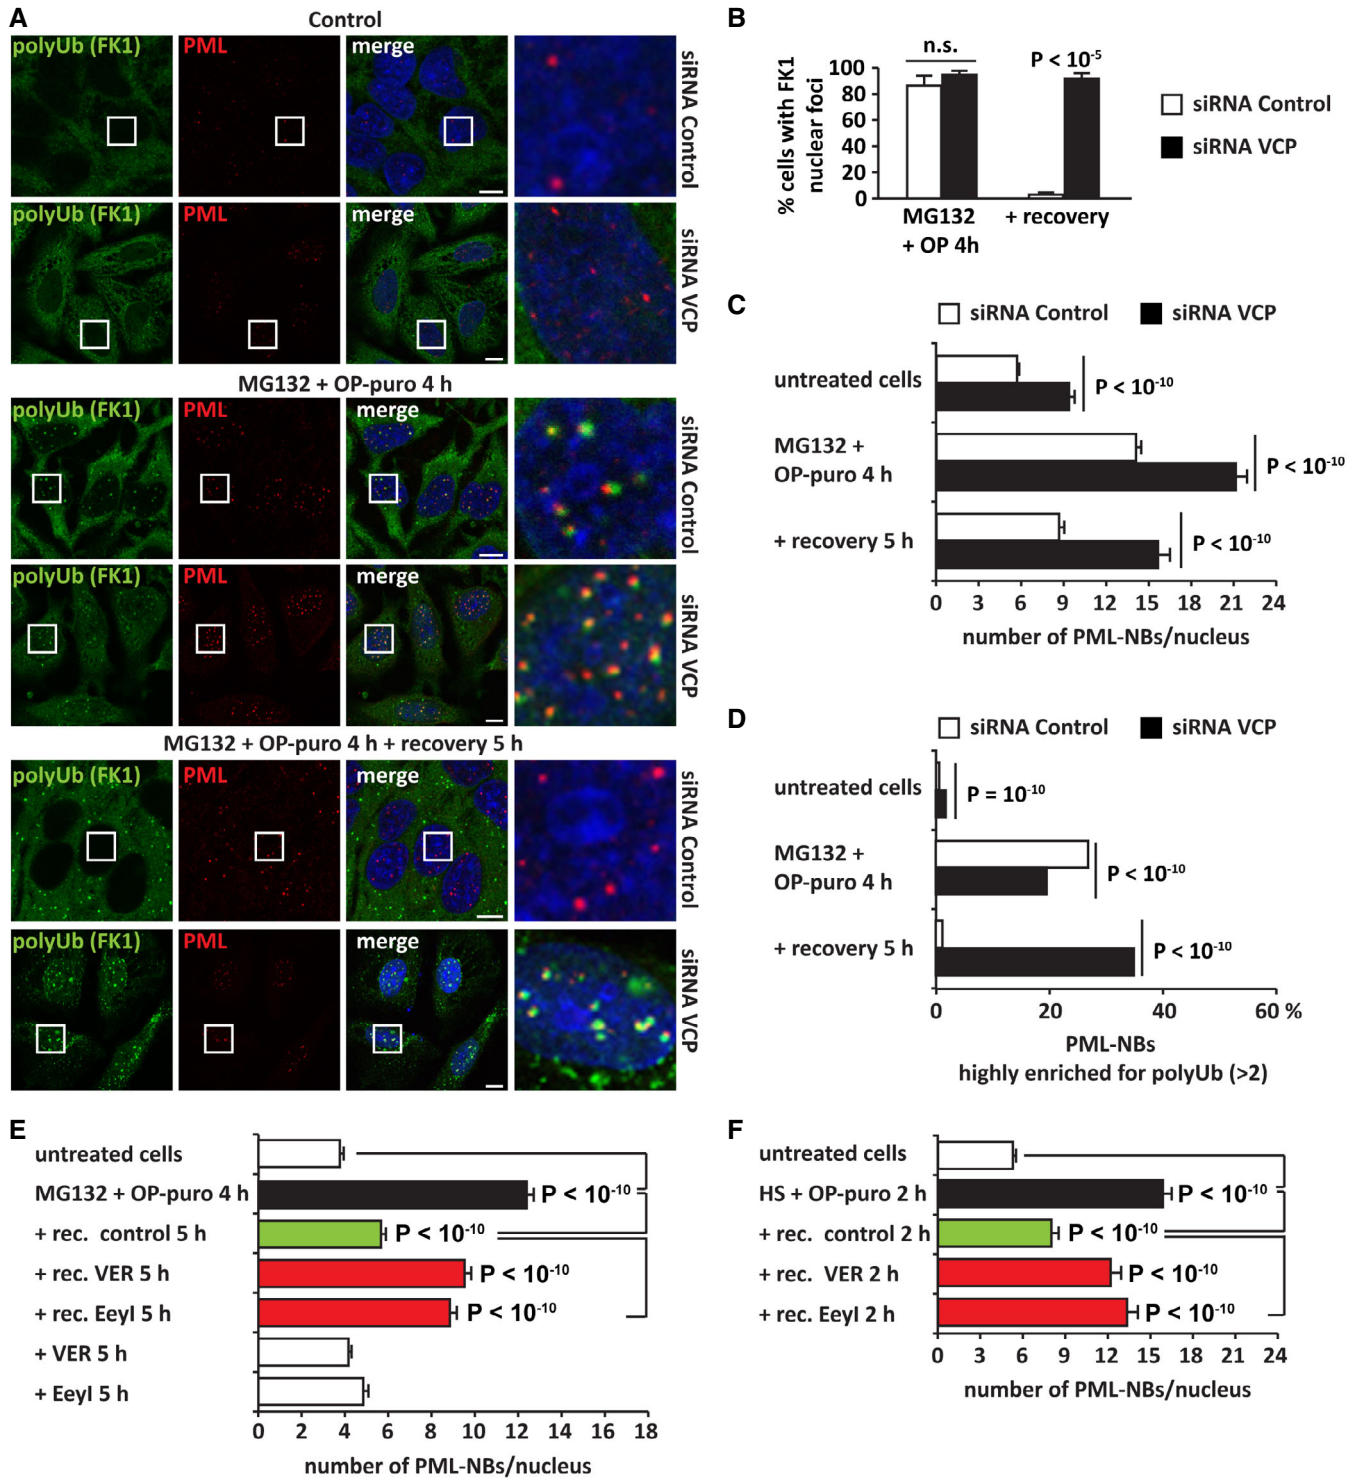 A
Control
polyUb (FK1)
PML
merge
siRNA Control
polyUb (FK1)
PML
merge
siRNA VCP
MG132 + OP-puro 4 h
polyUb (FK1)
PML
merge
siRNA Control
polyUb (FK1)
PML
merge
siRNA VCP
MG132 + OP-puro 4 h + recovery 5 h
polyUb (FK1)
PML
merge
siRNA Control
polyUb (FK1)
PML
merge
siRNA VCP
B
% cells with FK1
nuclear foci
100
80
60
40
20
0
n.s.
P < 10-5
MG132
+ OP 4h
+ recovery
siRNA Control
siRNA VCP
C
siRNA Control
siRNA VCP
untreated cells
P < 10-10
MG132 +
OP-puro 4 h
P < 10-10
+ recovery 5 h
P < 10-10
0 3 6 9 12 15 18 21 24
number of PML-NBs/nucleus
D
siRNA Control
siRNA VCP
untreated cells
P = 10-10
MG132 +
OP-puro 4 h
P < 10-10
+ recovery 5 h
P < 10-10
0 20 40 60 %
PML-NBs
highly enriched for polyUb (>2)
E
untreated cells
MG132 + OP-puro 4 h
P < 10-10
+ rec. control 5 h
P < 10-10
+ rec. VER 5 h
P < 10-10
+ rec. EeyI 5 h
P < 10-10
+ VER 5 h
+ EeyI 5 h
0 2 4 6 8 10 12 14 16 18
number of PML-NBs/nucleus
F
untreated cells
HS + OP-puro 2 h
P < 10-10
+ rec. control 2 h
P < 10-10
+ rec. VER 2 h
P < 10-10
+ rec. EeyI 2 h
P < 10-10
0 3 6 9 12 15 18 21 24
number of PML-NBs/nucleus